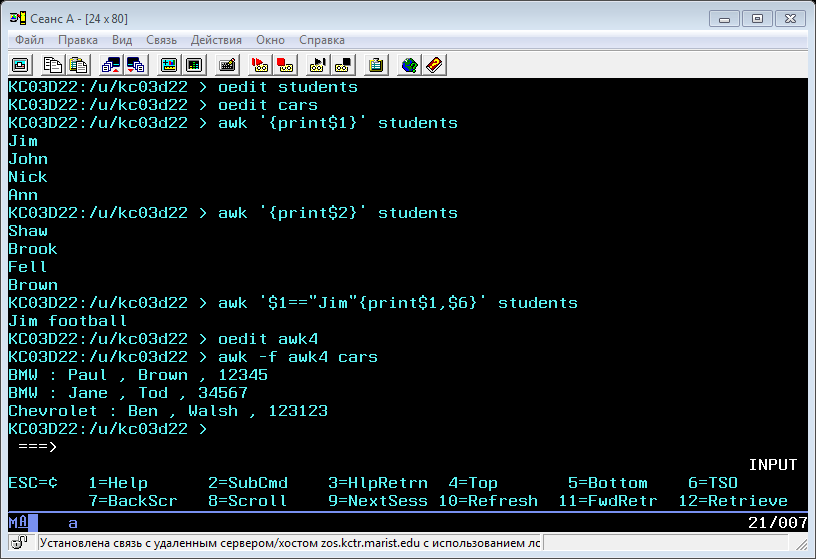 Сеанс A - [24 x 80]
Файл Правка Вид Связь Действия Окно Справка
KC03D22:/u/kc03d22 > oedit students
KC03D22:/u/kc03d22 > oedit cars
KC03D22:/u/kc03d22 > awk '{print$1}' students
Jim
John
Nick
Ann
KC03D22:/u/kc03d22 > awk '{print$2}' students
Shaw
Brook
Fell
Brown
KC03D22:/u/kc03d22 > awk '$1=="Jim"{print$1,$6}' students
Jim football
KC03D22:/u/kc03d22 > oedit awk4
KC03D22:/u/kc03d22 > awk -f awk4 cars
BMW : Paul , Brown , 12345
BMW : Jane , Tod , 34567
Chevrolet : Ben , Walsh , 123123
KC03D22:/u/kc03d22 >
===>
INPUT
ESC=¢ 1=Help 2=SubCmd 3=HlpRetrn 4=Top 5=Bottom 6=TSO
7=BackScr 8=Scroll 9=NextSess 10=Refresh 11=FwdRetr 12=Retrieve
MA a 21/007
Установлена связь с удаленным сервером/хостом zos.kctr.marist.edu с использованием лс